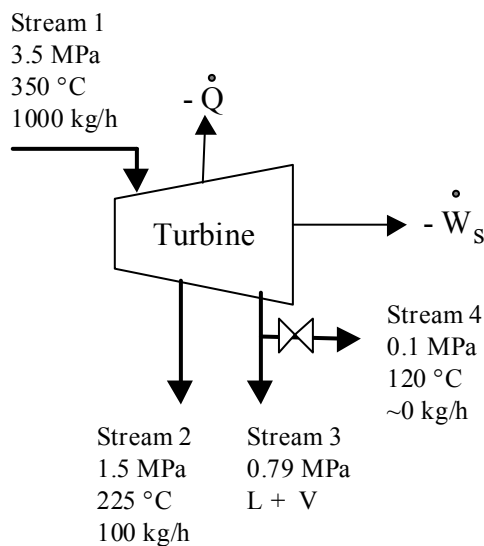 Stream 1
3.5 MPa
350 °C
1000 kg/h
- Q̇
Turbine
- Ẇs
Stream 4
0.1 MPa
120 °C
~0 kg/h
Stream 2
1.5 MPa
225 °C
100 kg/h
Stream 3
0.79 MPa
L + V